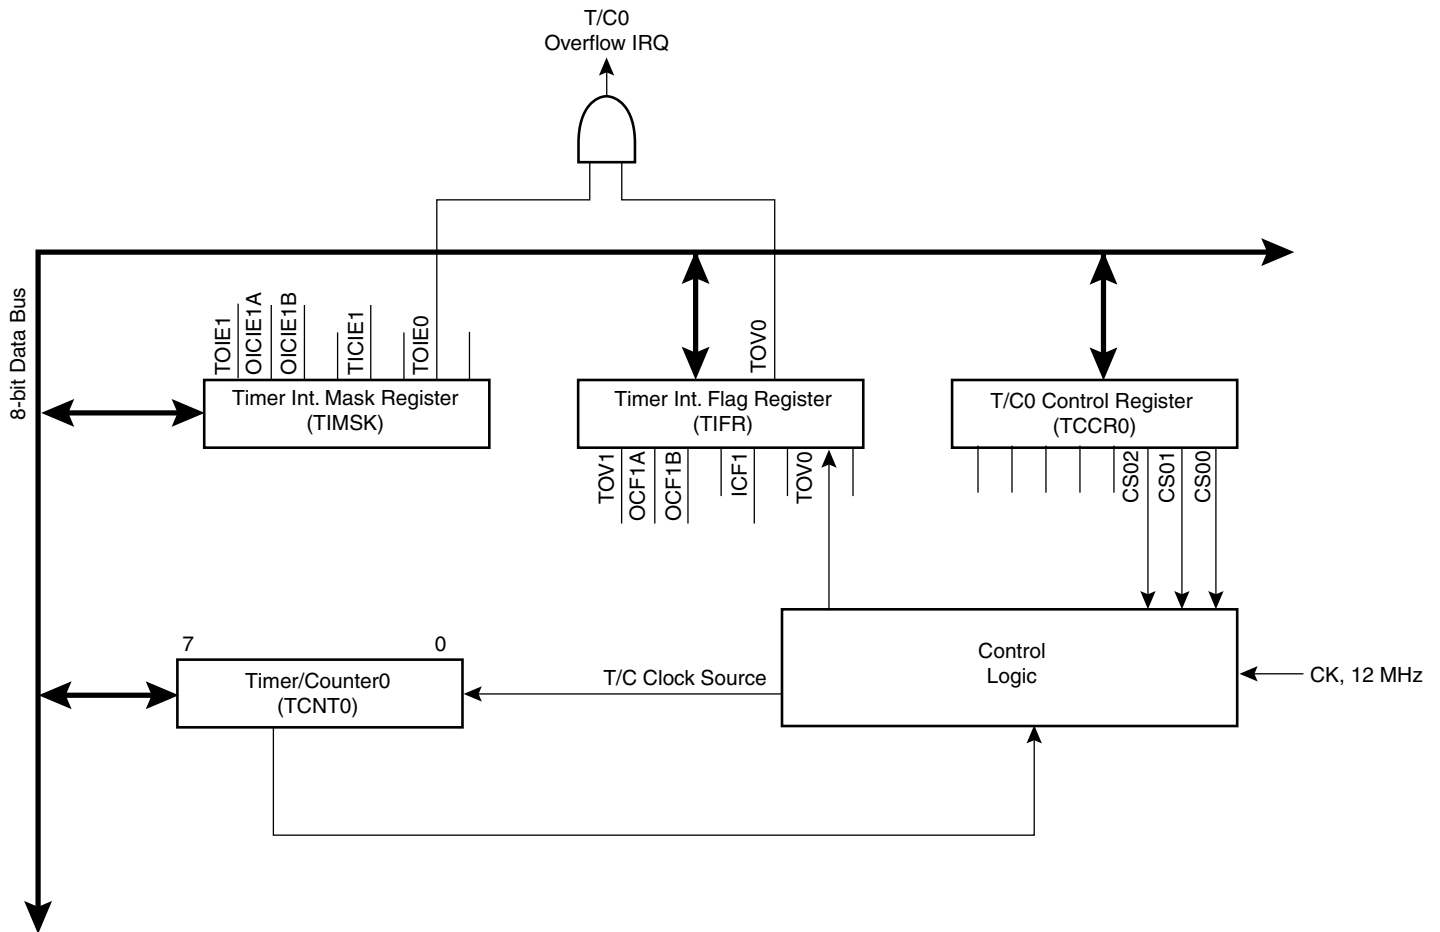 T/C0
Overflow IRQ
8-bit Data Bus
TOIE1
OICIE1A
OICIE1B
TICIE1
TOIE0
TOV0
Timer Int. Mask Register
(TIMSK)
Timer Int. Flag Register
(TIFR)
T/C0 Control Register
(TCCR0)
TOV1
OCF1A
OCF1B
ICF1
TOV0
CS02
CS01
CS00
7
0
Timer/Counter0
(TCNT0)
T/C Clock Source
Control
Logic
CK, 12 MHz